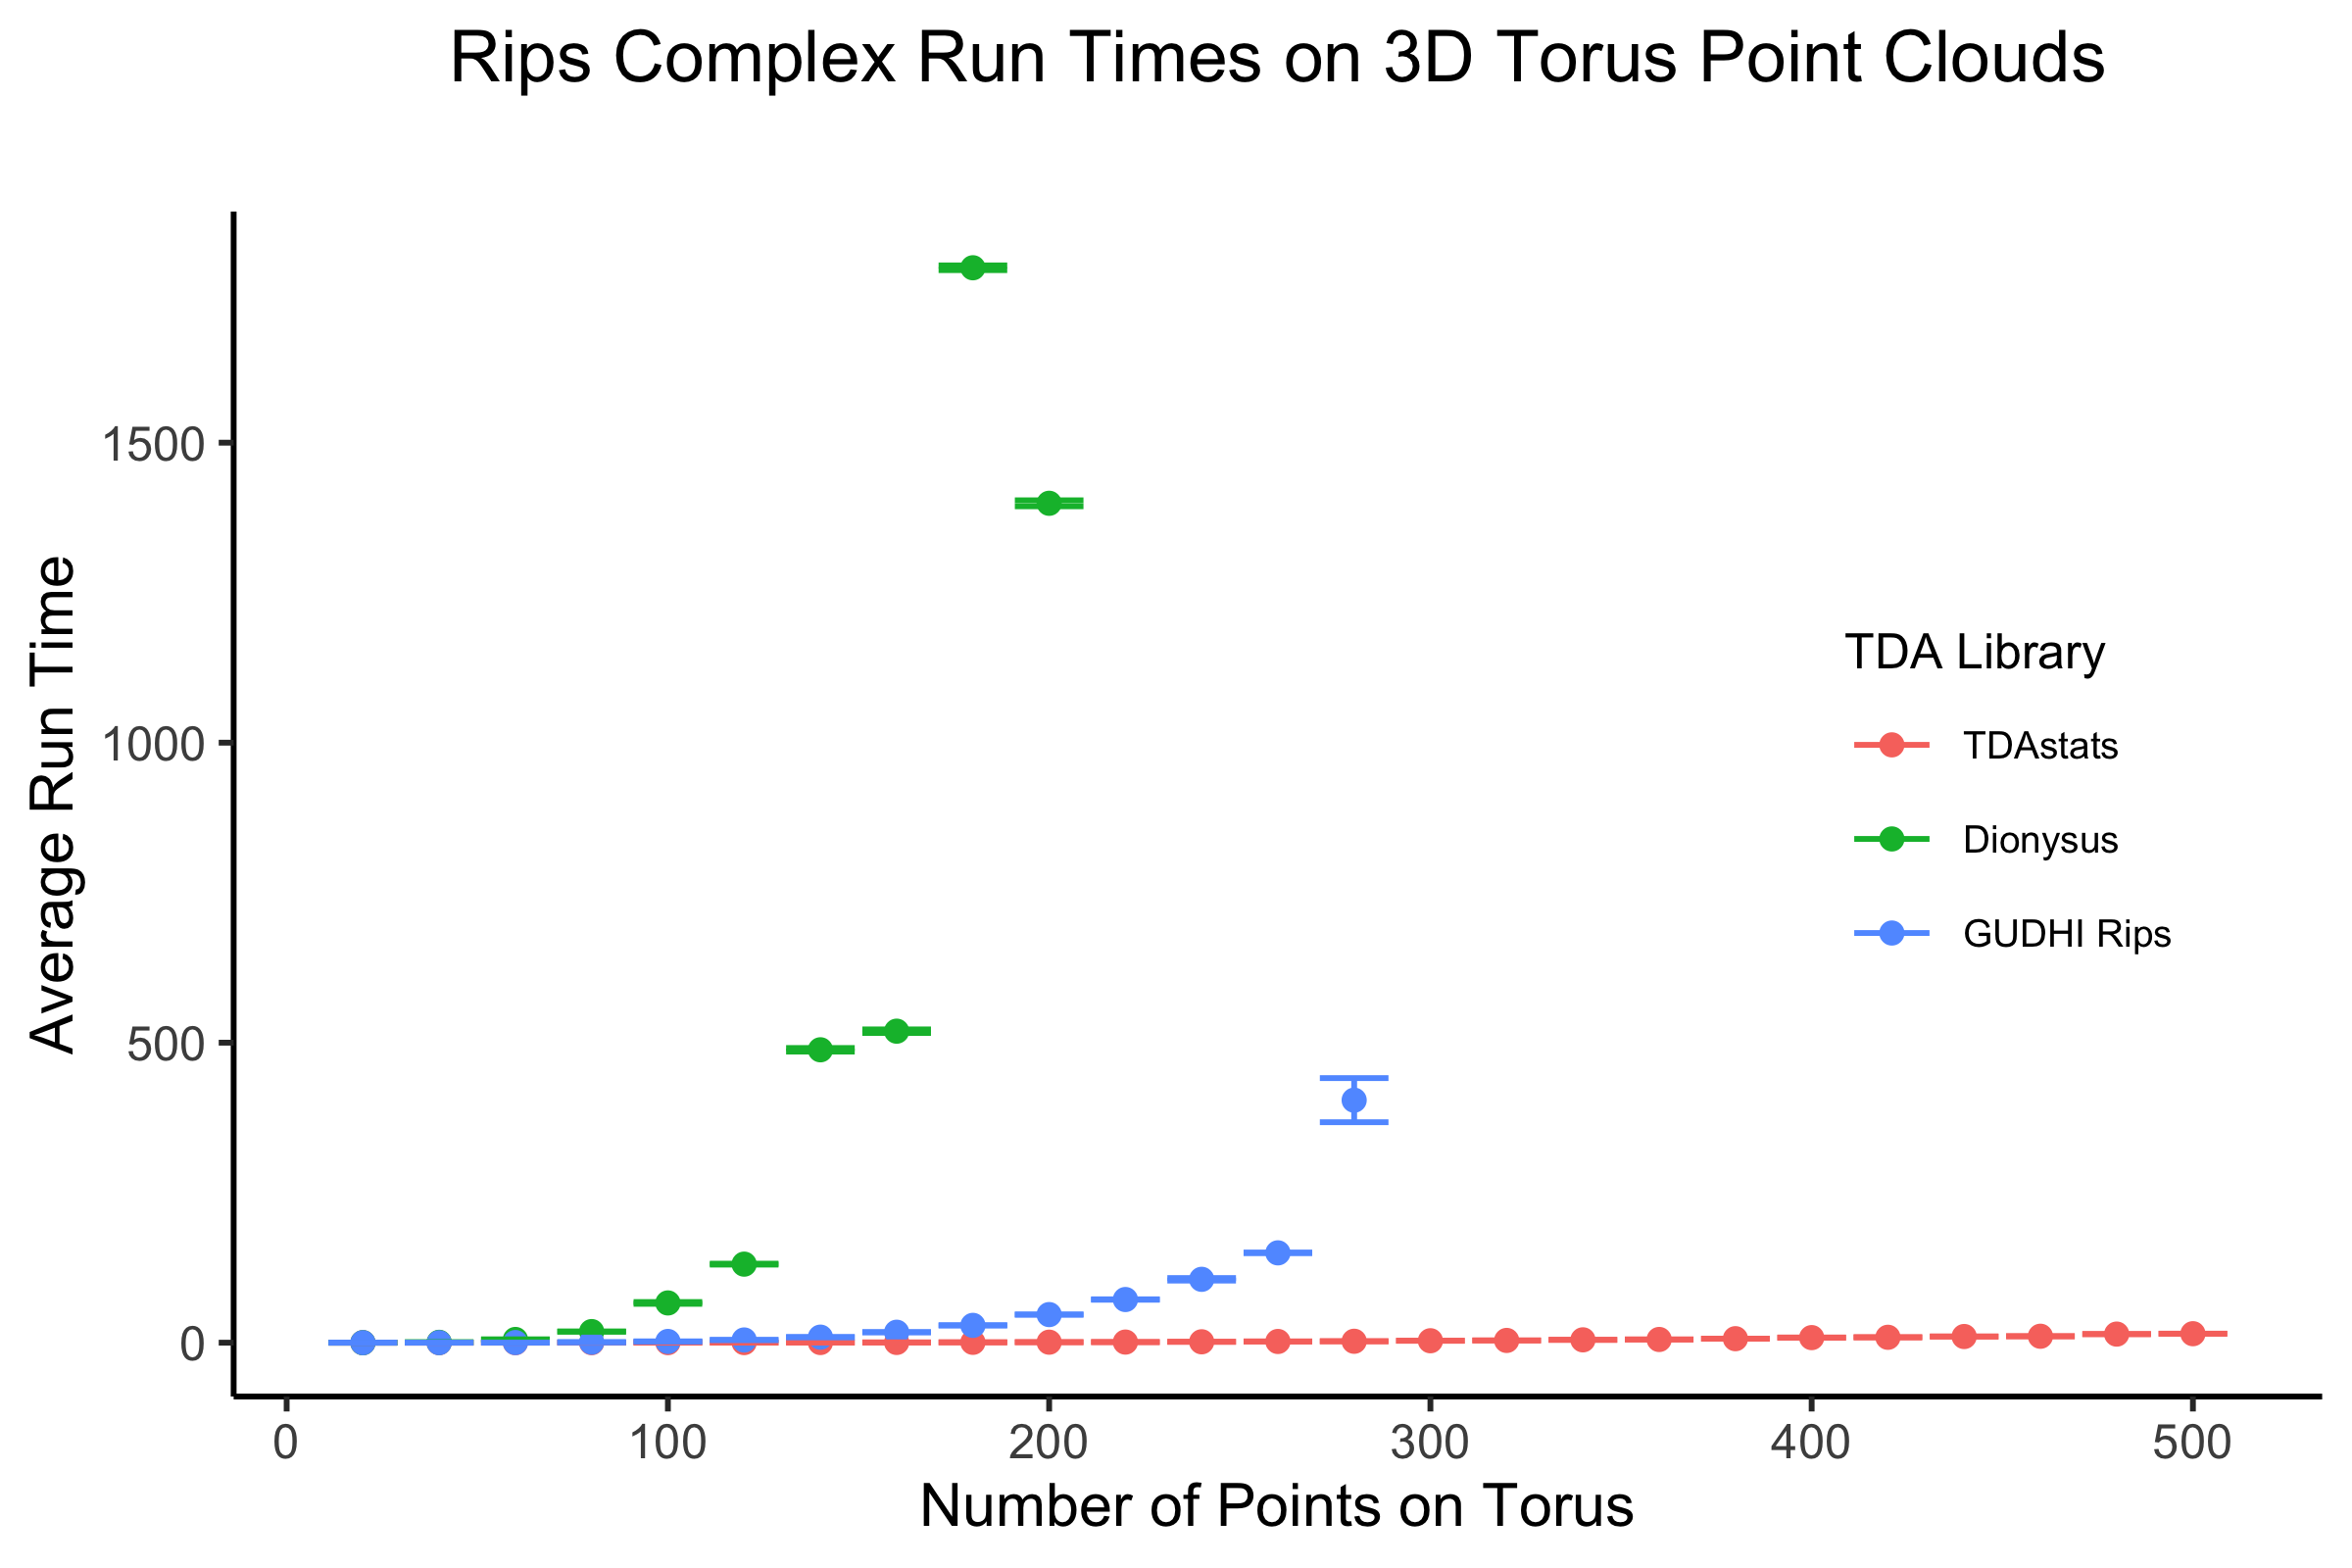 Rips Complex Run Times on 3D Torus Point Clouds
Average Run Time
1500
1000
500
0
TDA Library
TDAstats
Dionysus
GUDHI Rips
0 100 200 300 400 500
Number of Points on Torus